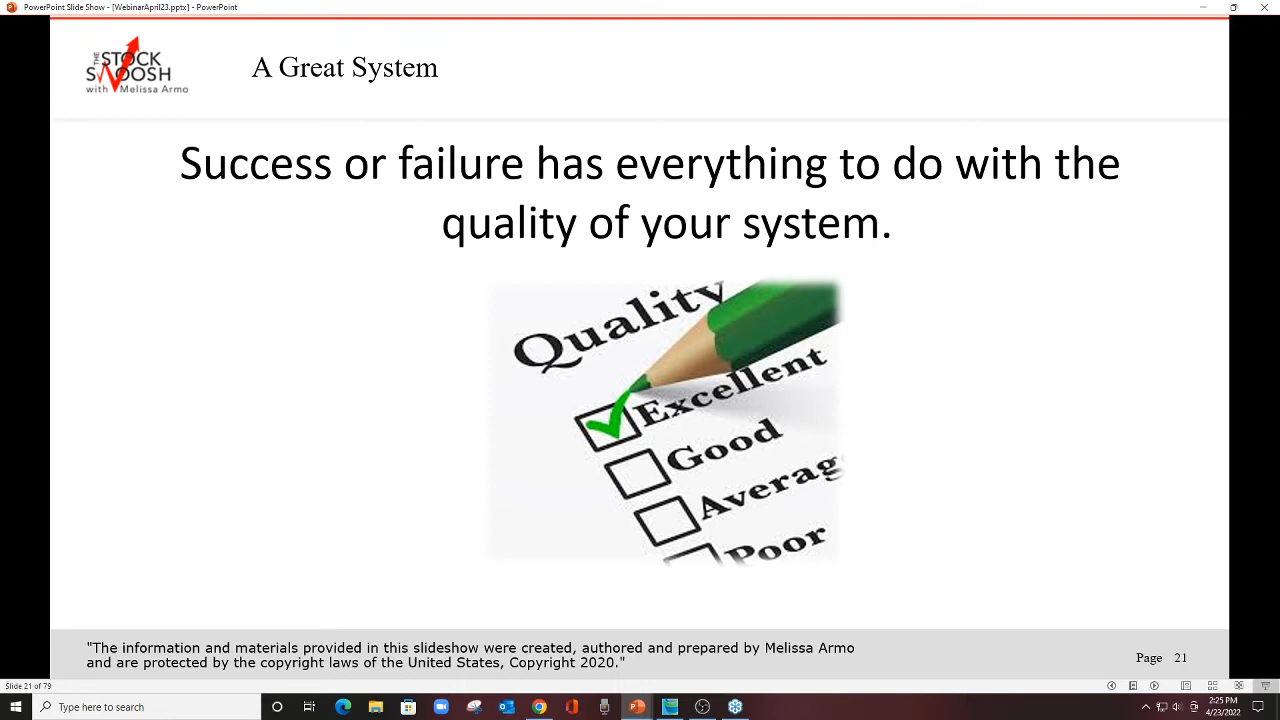 PowerPoint Slide Show - [WebinarApril23.pptx] - PowerPoint
THE
STOCK
SWOOSH
with Melissa Armo
A Great System
Success or failure has everything to do with the
quality of your system.
Quality
Excellent
Good
Average
Poor
"The information and materials provided in this slideshow were created, authored and prepared by Melissa Armo
and are protected by the copyright laws of the United States, Copyright 2020."
Page 21
Slide 21 of 79
Type here to search
2:25 PM
4/23/2022